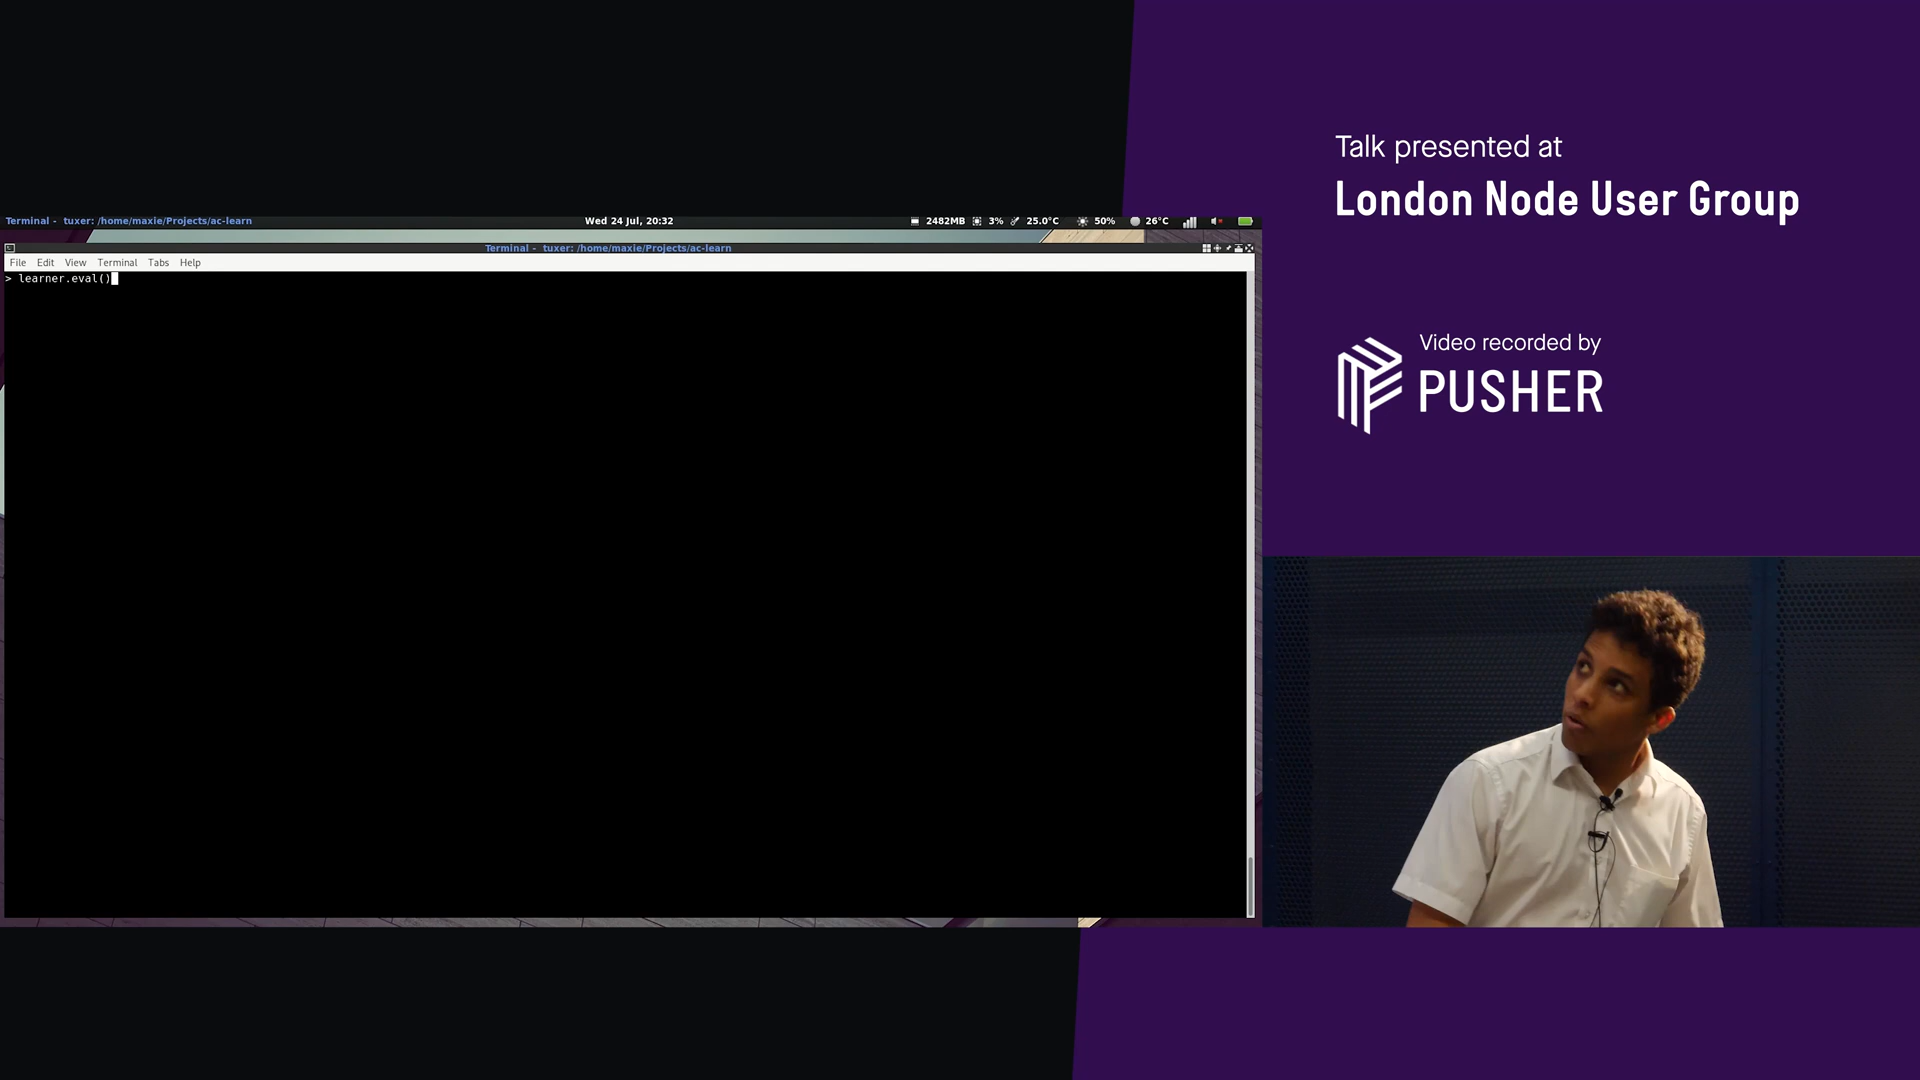 Talk presented at
London Node User Group
Video recorded by
PUSHER
Terminal - tuxer: /home/maxie/Projects/ac-learn
Wed 24 Jul, 20:32
2482MB 3% 25.0°C 50% 26°C
Terminal - tuxer: /home/maxie/Projects/ac-learn
File Edit View Terminal Tabs Help
> learner.eval()